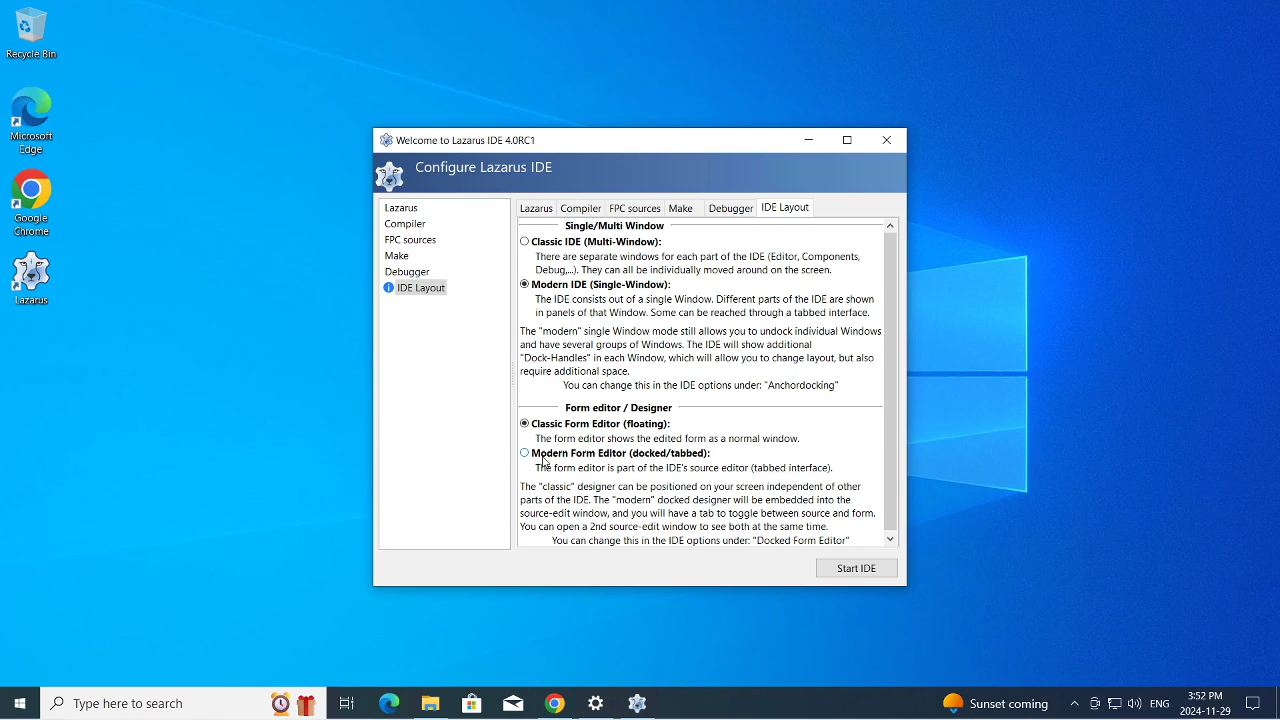 Recycle Bin
Microsoft
Edge
Google
Chrome
Lazarus
Welcome to Lazarus IDE 4.0RC1
Configure Lazarus IDE
Lazarus
Compiler
FPC sources
Make
Debugger
IDE Layout
Lazarus Compiler FPC sources Make Debugger IDE Layout
Single/Multi Window
Classic IDE (Multi-Window):
There are separate windows for each part of the IDE (Editor, Components,
Debug,...). They can all be individually moved around on the screen.
Modern IDE (Single-Window):
The IDE consists out of a single Window. Different parts of the IDE are shown
in panels of that Window. Some can be reached through a tabbed interface.
The "modern" single Window mode still allows you to undock individual Windows
and have several groups of Windows. The IDE will show additional
"Dock-Handles" in each Window, which will allow you to change layout, but also
require additional space.
You can change this in the IDE options under: "Anchordocking"
Form editor / Designer
Classic Form Editor (floating):
The form editor shows the edited form as a normal window.
Modern Form Editor (docked/tabbed):
The form editor is part of the IDE's source editor (tabbed interface).
The "classic" designer can be positioned on your screen independent of other
parts of the IDE. The "modern" docked designer will be embedded into the
source-edit window, and you will have a tab to toggle between source and form.
You can open a 2nd source-edit window to see both at the same time.
You can change this in the IDE options under: "Docked Form Editor"
Start IDE
Type here to search
Sunset coming
ENG
3:52 PM
2024-11-29